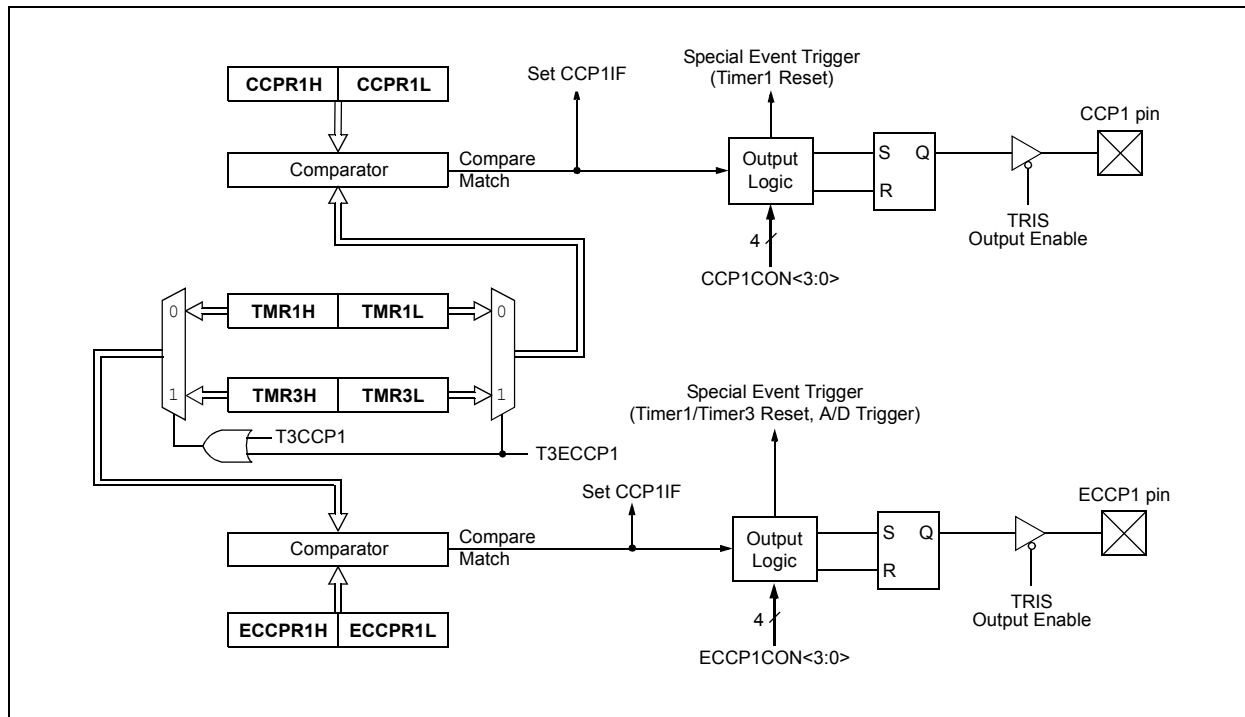 CCPR1H CCPR1L
Comparator
Compare
Match
Set CCP1IF
Special Event Trigger
(Timer1 Reset)
Output
Logic
S Q
R
CCP1 pin
TRIS
Output Enable
4
CCP1CON<3:0>
0 TMR1H TMR1L 0
1 TMR3H TMR3L 1
T3CCP1
T3ECCP1
Special Event Trigger
(Timer1/Timer3 Reset, A/D Trigger)
Set CCP1IF
Comparator
Compare
Match
Output
Logic
S Q
R
ECCP1 pin
TRIS
Output Enable
4
ECCP1CON<3:0>
ECCPR1H ECCPR1L